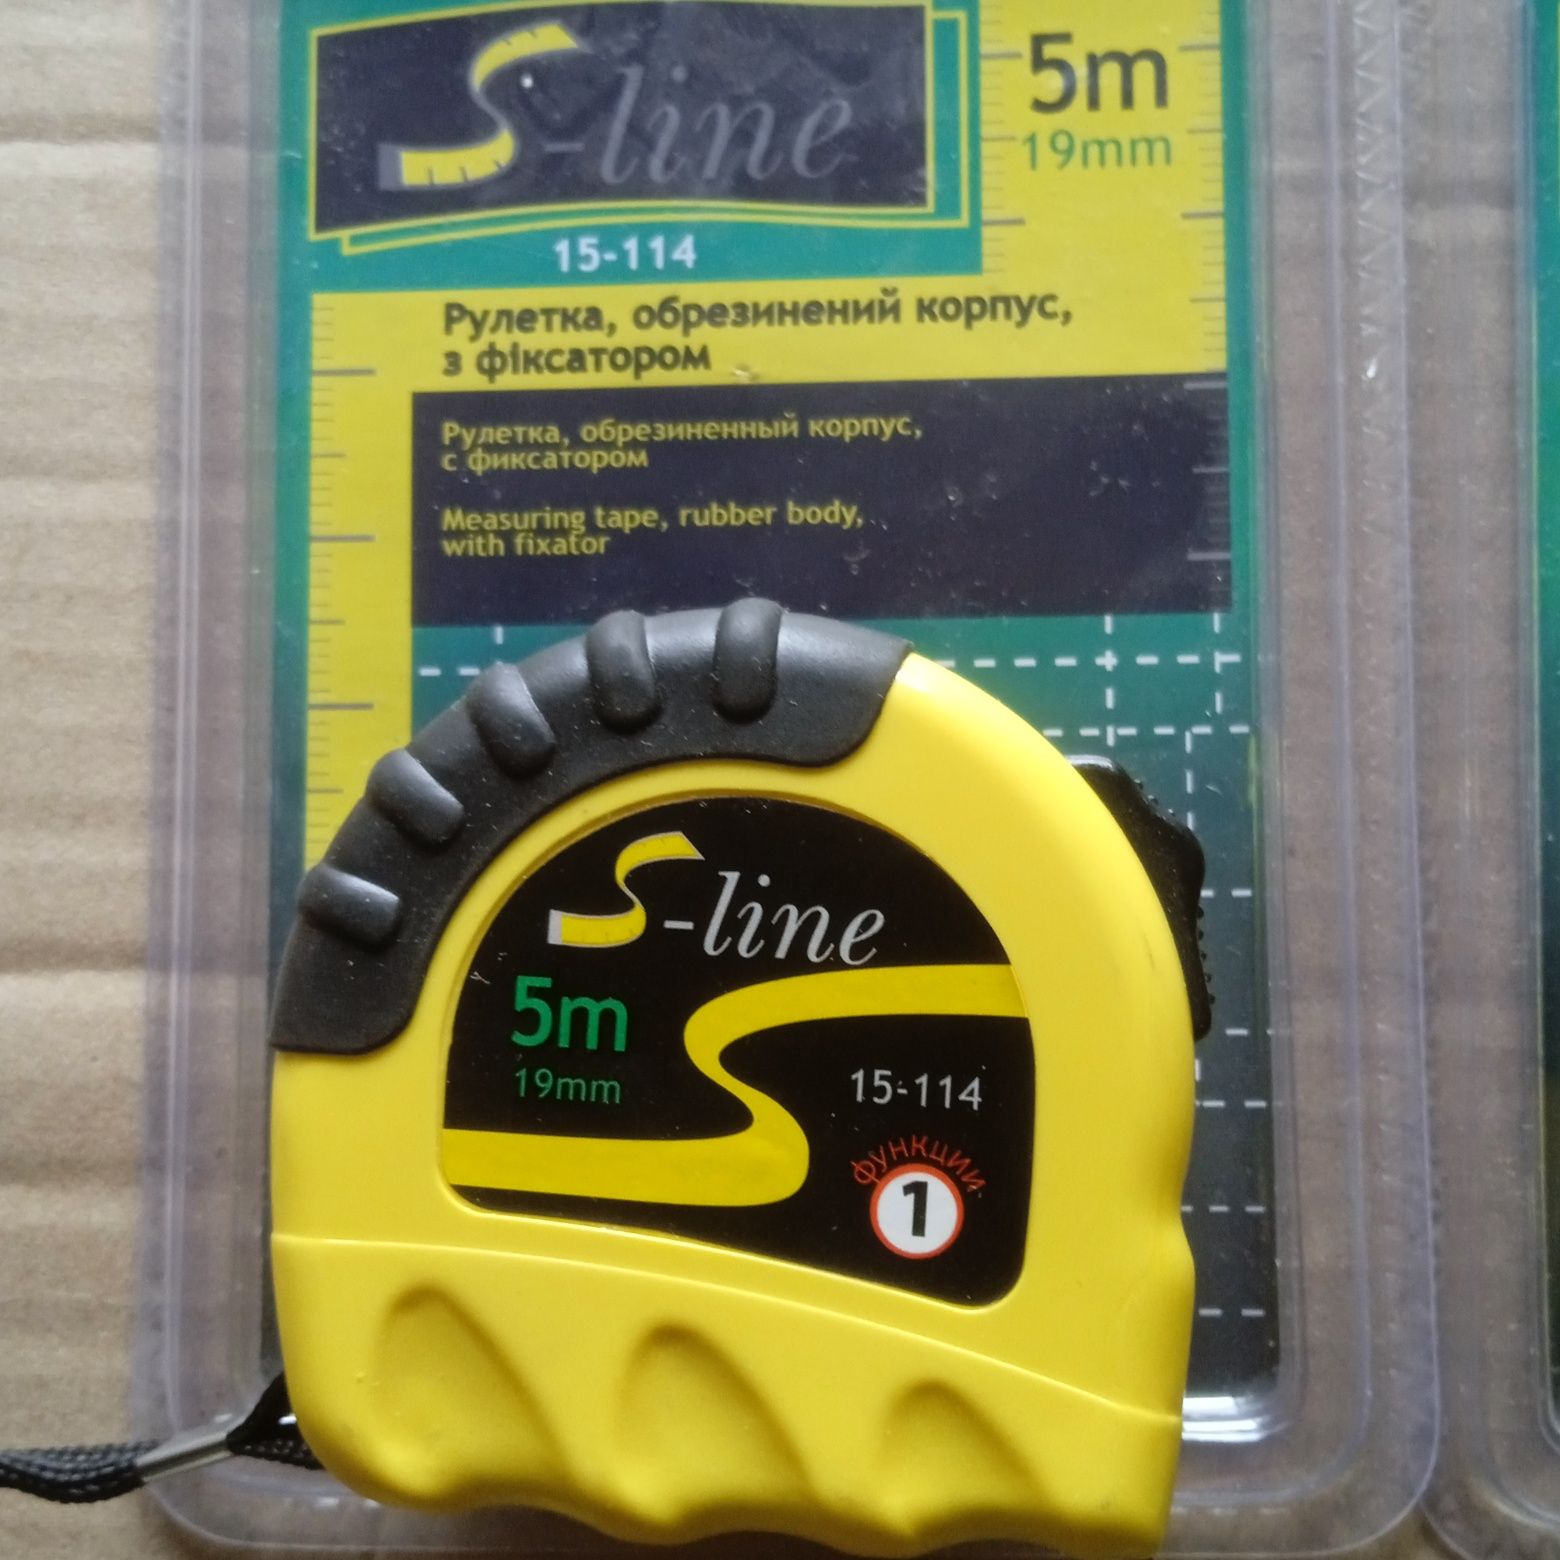 S-line
5m
19mm
15-114
Рулетка, обрезинений корпус,
з фіксатором
Рулетка, обрезиненный корпус,
с фиксатором
Measuring tape, rubber body,
with fixator
S-line
5m
19mm
15-114
функции
1